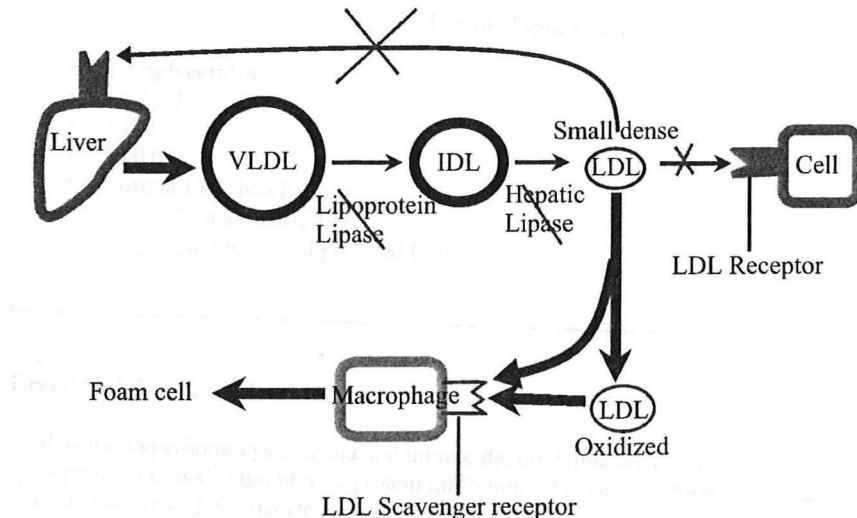 Liver
VLDL
IDL
Small dense
LDL
Cell
Lipoprotein
Lipase
Hepatic
Lipase
LDL Receptor
Foam cell
Macrophage
LDL
Oxidized
LDL Scavenger receptor